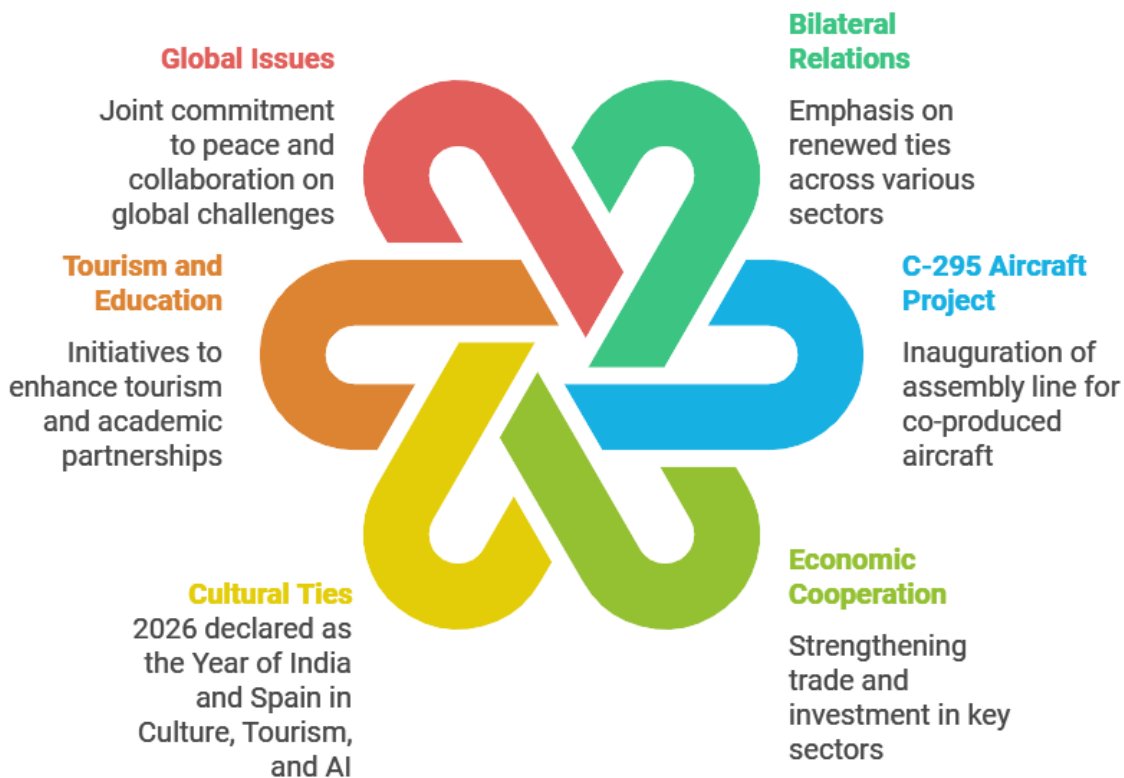 Global Issues
Joint commitment
to peace and
collaboration on
global challenges
Bilateral
Relations
Emphasis on
renewed ties
across various
sectors
Tourism and
Education
Initiatives to
enhance tourism
and academic
partnerships
C-295 Aircraft
Project
Inauguration of
assembly line for
co-produced
aircraft
Cultural Ties
2026 declared as
the Year of India
and Spain in
Culture, Tourism,
and AI
Economic
Cooperation
Strengthening
trade and
investment in key
sectors